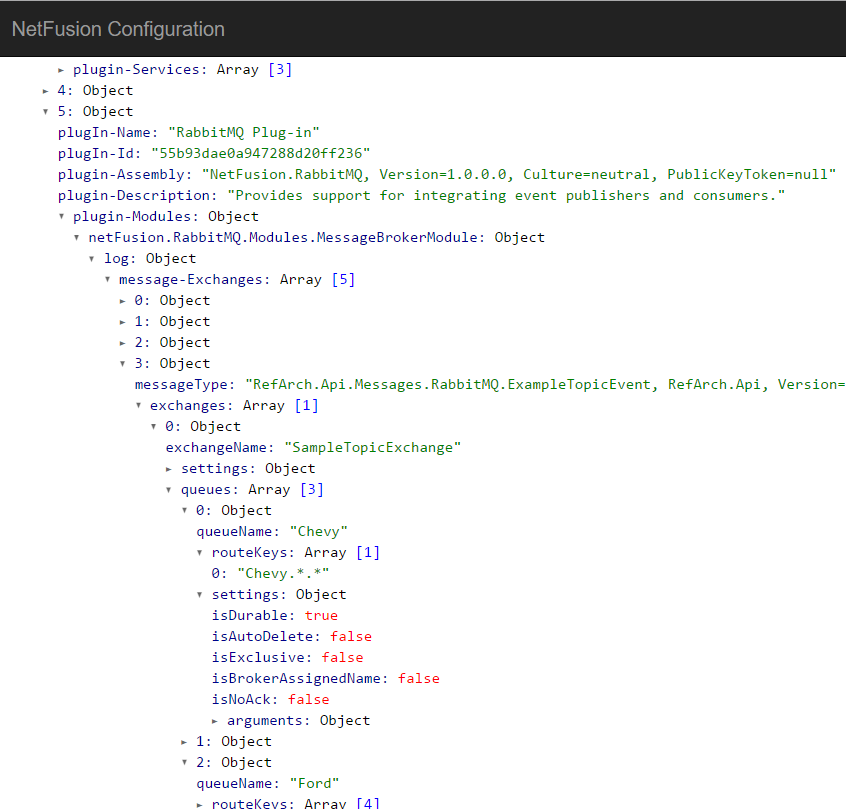 NetFusion Configuration
plugin-Services: Array [3]
4: Object
5: Object
plugIn-Name: "RabbitMQ Plug-in"
plugIn-Id: "55b93dae0a947288d20ff236"
plugin-Assembly: "NetFusion.RabbitMQ, Version=1.0.0.0, Culture=neutral, PublicKeyToken=null"
plugin-Description: "Provides support for integrating event publishers and consumers."
plugin-Modules: Object
netFusion.RabbitMQ.Modules.MessageBrokerModule: Object
log: Object
message-Exchanges: Array [5]
0: Object
1: Object
2: Object
3: Object
messageType: "RefArch.Api.Messages.RabbitMQ.ExampleTopicEvent, RefArch.Api, Version=
exchanges: Array [1]
0: Object
exchangeName: "SampleTopicExchange"
settings: Object
queues: Array [3]
0: Object
queueName: "Chevy"
routeKeys: Array [1]
0: "Chevy.*.*"
settings: Object
isDurable: true
isAutoDelete: false
isExclusive: false
isBrokerAssignedName: false
isNoAck: false
arguments: Object
1: Object
2: Object
queueName: "Ford"
routeKeys: Array [4]